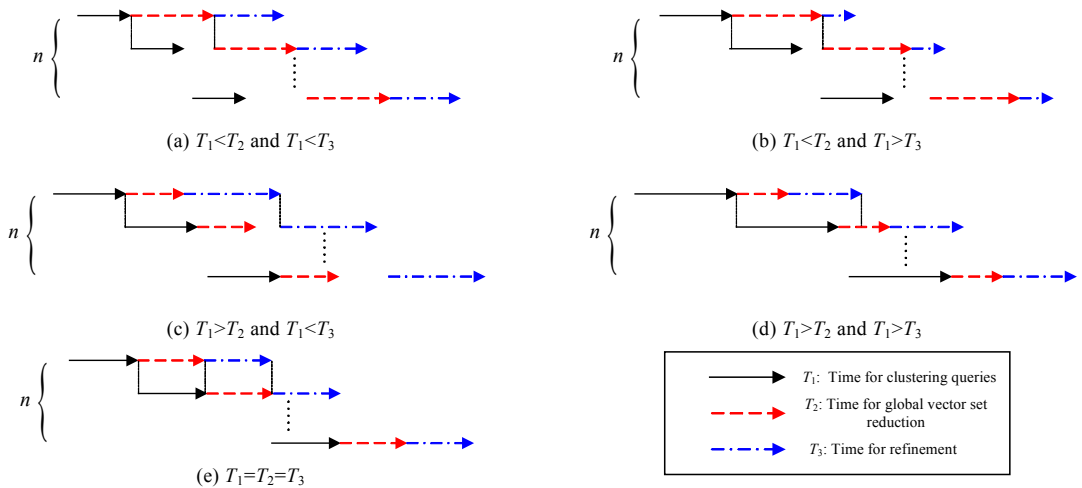 n
n
(a) T1<T2 and T1<T3
(b) T1<T2 and T1>T3
n
n
(c) T1>T2 and T1<T3
(d) T1>T2 and T1>T3
n
(e) T1=T2=T3
T1: Time for clustering queries
T2: Time for global vector set
reduction
T3: Time for refinement